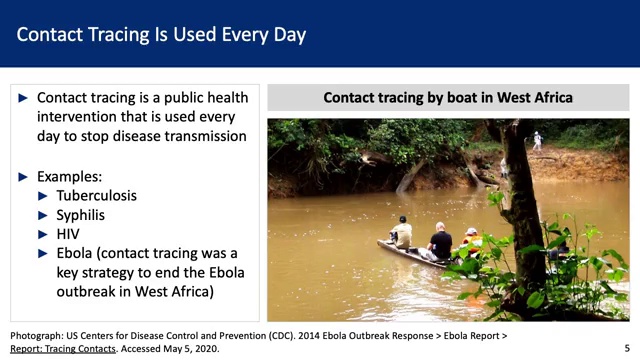 Contact Tracing Is Used Every Day
► Contact tracing is a public health
intervention that is used every
day to stop disease transmission
► Examples:
► Tuberculosis
► Syphilis
► HIV
► Ebola (contact tracing was a
key strategy to end the Ebola
outbreak in West Africa)
Contact tracing by boat in West Africa
Photograph: US Centers for Disease Control and Prevention (CDC). 2014 Ebola Outbreak Response > Ebola Report >
Report: Tracing Contacts. Accessed May 5, 2020.
5